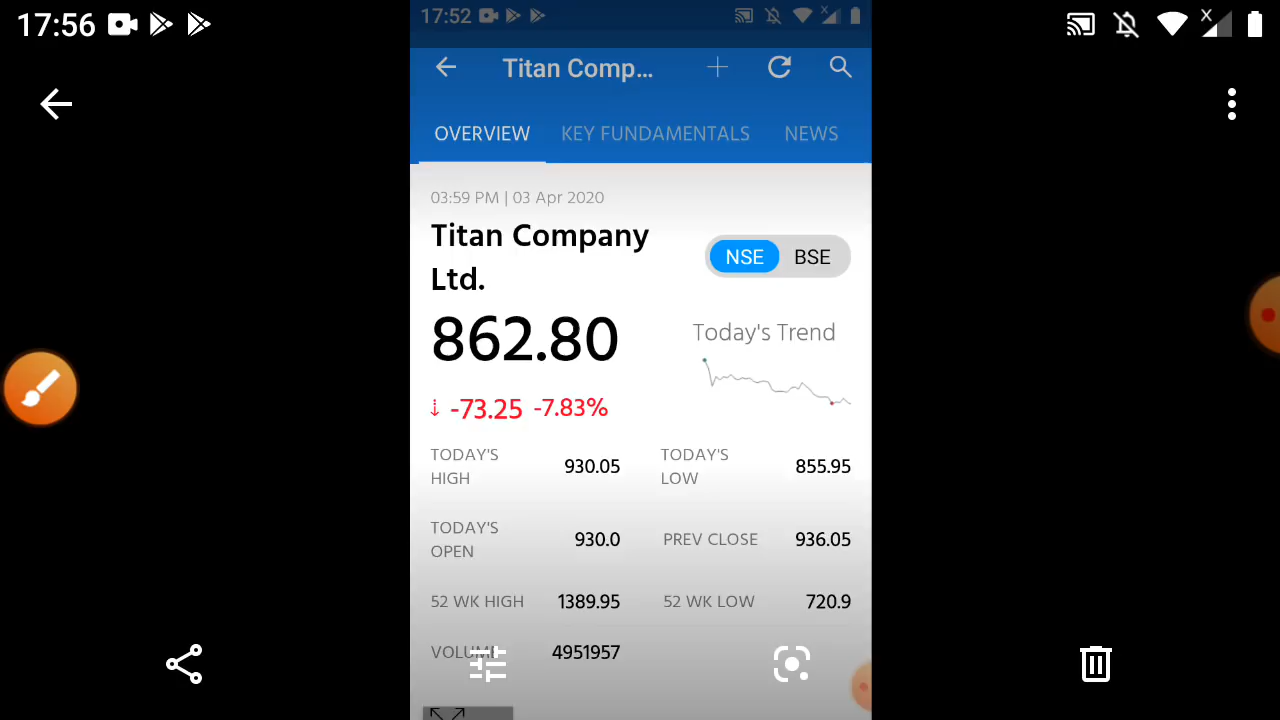 17:56
17:52
Titan Comp...
OVERVIEW KEY FUNDAMENTALS NEWS
03:59 PM | 03 Apr 2020
Titan Company
Ltd.
NSE BSE
862.80
Today's Trend
↓ -73.25 -7.83%
TODAY'S
HIGH 930.05
TODAY'S
LOW 855.95
TODAY'S
OPEN 930.0
PREV CLOSE 936.05
52 WK HIGH 1389.95
52 WK LOW 720.9
VOLUME 4951957